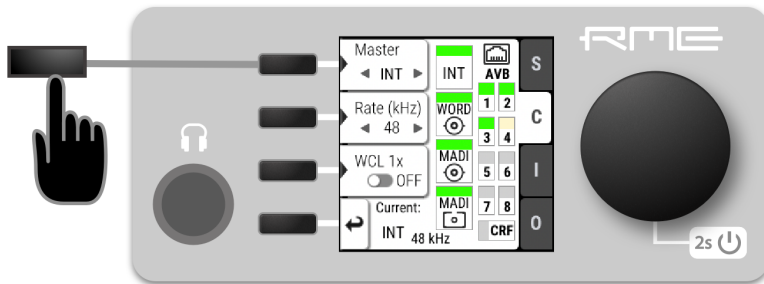 RME
Master
INT
Rate (kHz)
48
WCL 1x
OFF
Current:
INT 48 kHz
INT
WORD
MADI
MADI
AVB
1 2
3 4
5 6
7 8
CRF
S
C
I
O
2s